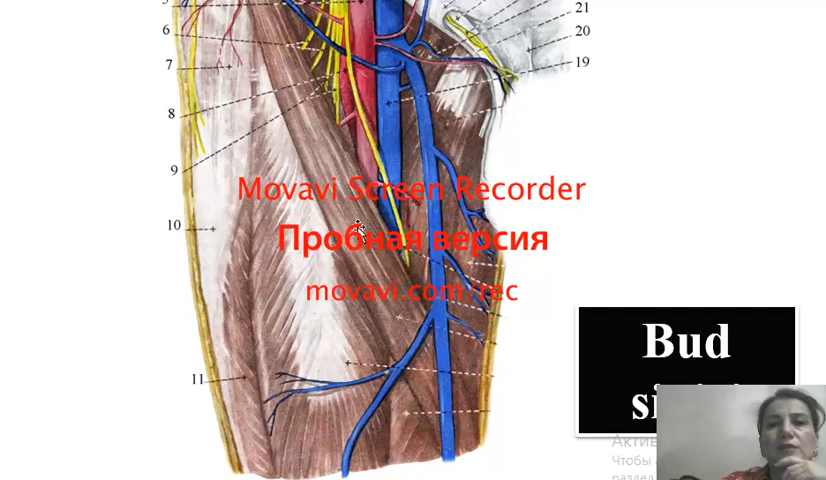 5
6
7
8
9
10
11
21
20
19
Movavi Screen Recorder
Пробная версия
movavi.com/rec
Bud
Актив
Чтобы
раздел